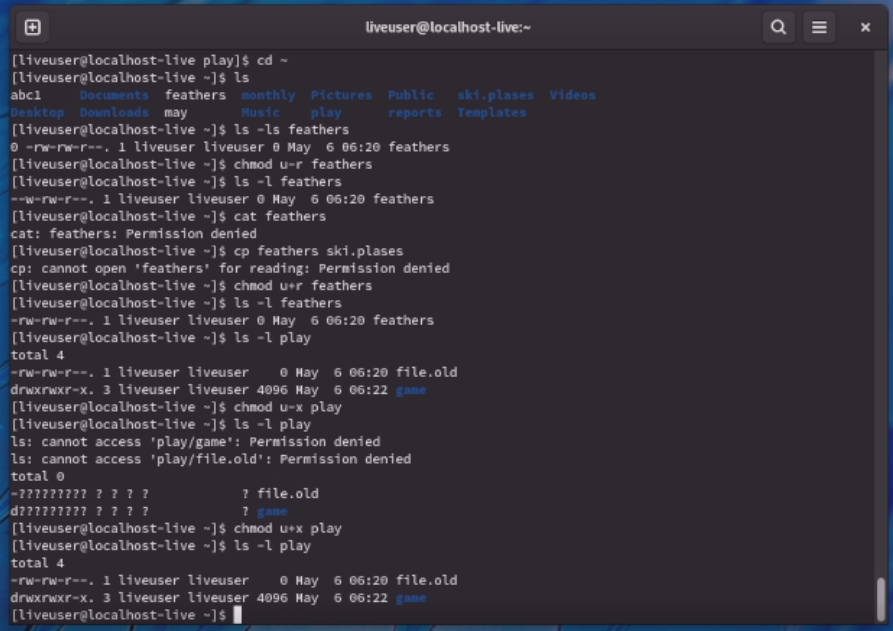 liveuser@localhost-live:~
[liveuser@localhost-live play]$ cd ~
[liveuser@localhost-live ~]$ ls
abc1     Documents  feathers  monthly  Pictures  Public   ski.plases  Videos
Desktop  Downloads  may       Music    play      reports  Templates
[liveuser@localhost-live ~]$ ls -ls feathers
0 -rw-rw-r--. 1 liveuser liveuser 0 May  6 06:20 feathers
[liveuser@localhost-live ~]$ chmod u-r feathers
[liveuser@localhost-live ~]$ ls -l feathers
--w-rw-r--. 1 liveuser liveuser 0 May  6 06:20 feathers
[liveuser@localhost-live ~]$ cat feathers
cat: feathers: Permission denied
[liveuser@localhost-live ~]$ cp feathers ski.plases
cp: cannot open 'feathers' for reading: Permission denied
[liveuser@localhost-live ~]$ chmod u+r feathers
[liveuser@localhost-live ~]$ ls -l feathers
-rw-rw-r--. 1 liveuser liveuser 0 May  6 06:20 feathers
[liveuser@localhost-live ~]$ ls -l play
total 4
-rw-rw-r--. 1 liveuser liveuser    0 May  6 06:20 file.old
drwxrwxr-x. 3 liveuser liveuser 4096 May  6 06:22 game
[liveuser@localhost-live ~]$ chmod u-x play
[liveuser@localhost-live ~]$ ls -l play
ls: cannot access 'play/game': Permission denied
ls: cannot access 'play/file.old': Permission denied
total 0
-????????? ? ? ? ?            ? file.old
d????????? ? ? ? ?            ? game
[liveuser@localhost-live ~]$ chmod u+x play
[liveuser@localhost-live ~]$ ls -l play
total 4
-rw-rw-r--. 1 liveuser liveuser    0 May  6 06:20 file.old
drwxrwxr-x. 3 liveuser liveuser 4096 May  6 06:22 game
[liveuser@localhost-live ~]$